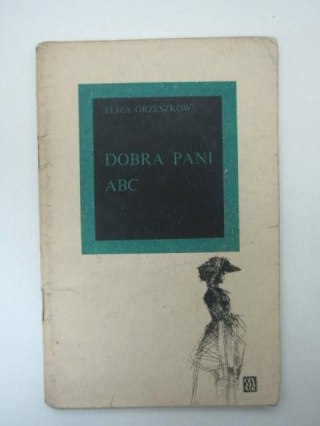 ELIZA ORZESZKOWA
DOBRA PANI
ABC